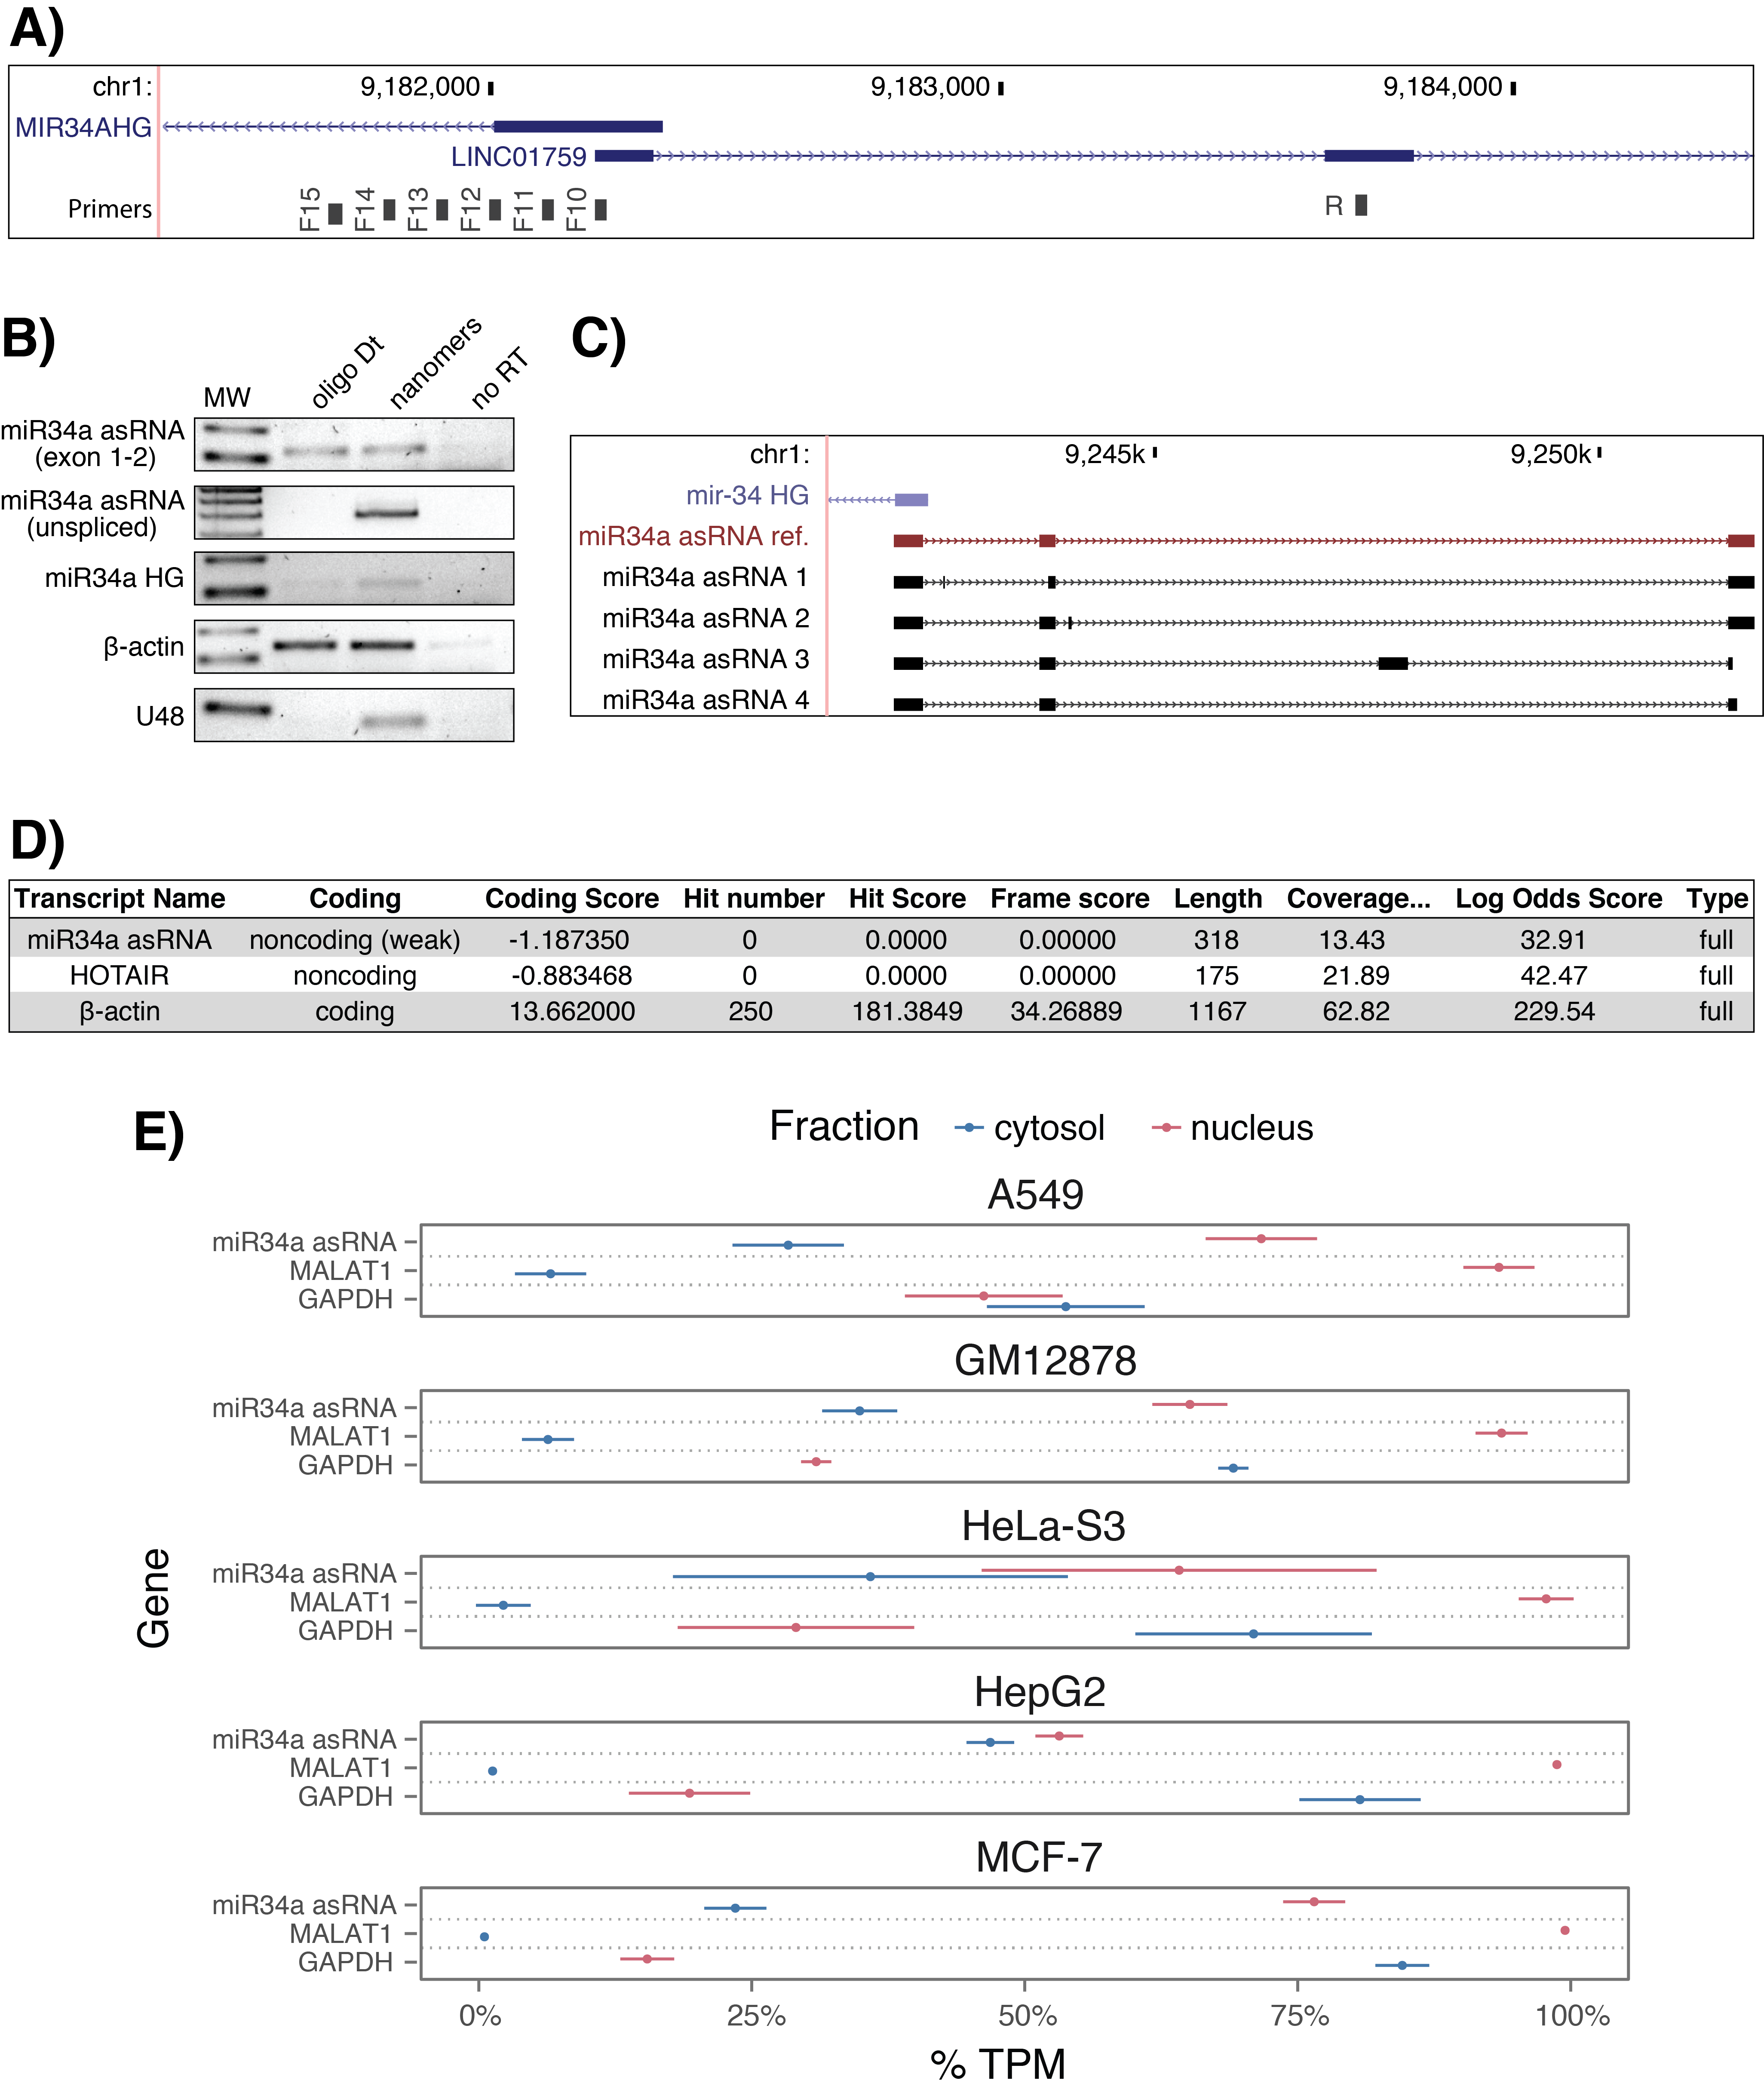 A)
chr1: 9,182,000 9,183,000 9,184,000
MIR34AHG
LINC01759
Primers F15 F14 F13 F12 F11 F10 R
B)
MW oligo Dt nanomers no RT
miR34a asRNA
(exon 1-2)
miR34a asRNA
(unspliced)
miR34a HG
β-actin
U48
C)
chr1: 9,245k 9,250k
mir-34 HG
miR34a asRNA ref.
miR34a asRNA 1
miR34a asRNA 2
miR34a asRNA 3
miR34a asRNA 4
D)
Transcript Name Coding Coding Score Hit number Hit Score Frame score Length Coverage... Log Odds Score Type
miR34a asRNA noncoding (weak) -1.187350 0 0.0000 0.00000 318 13.43 32.91 full
HOTAIR noncoding -0.883468 0 0.0000 0.00000 175 21.89 42.47 full
β-actin coding 13.662000 250 181.3849 34.26889 1167 62.82 229.54 full
E)
Fraction cytosol nucleus
A549
miR34a asRNA
MALAT1
GAPDH
GM12878
miR34a asRNA
MALAT1
GAPDH
HeLa-S3
miR34a asRNA
MALAT1
GAPDH
HepG2
miR34a asRNA
MALAT1
GAPDH
MCF-7
miR34a asRNA
MALAT1
GAPDH
Gene
0% 25% 50% 75% 100%
% TPM